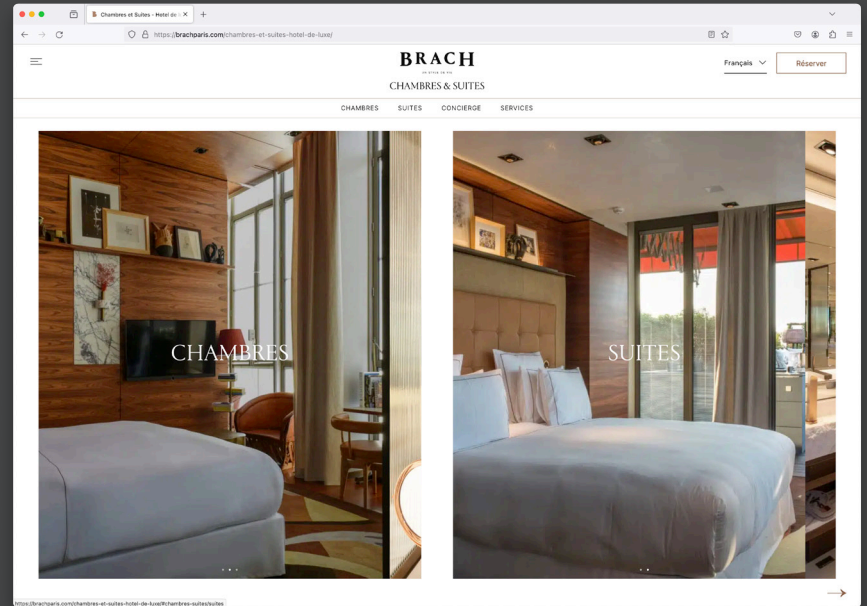 Chambres et Suites - Hotel de l
https://brachparis.com/chambres-et-suites-hotel-de-luxe/
BRACH
CHAMBRES & SUITES
Français
Réserver
CHAMBRES SUITES CONCIERGE SERVICES
CHAMBRES
SUITES
https://brachparis.com/chambres-et-suites-hotel-de-luxe/#chambres-suites/suites